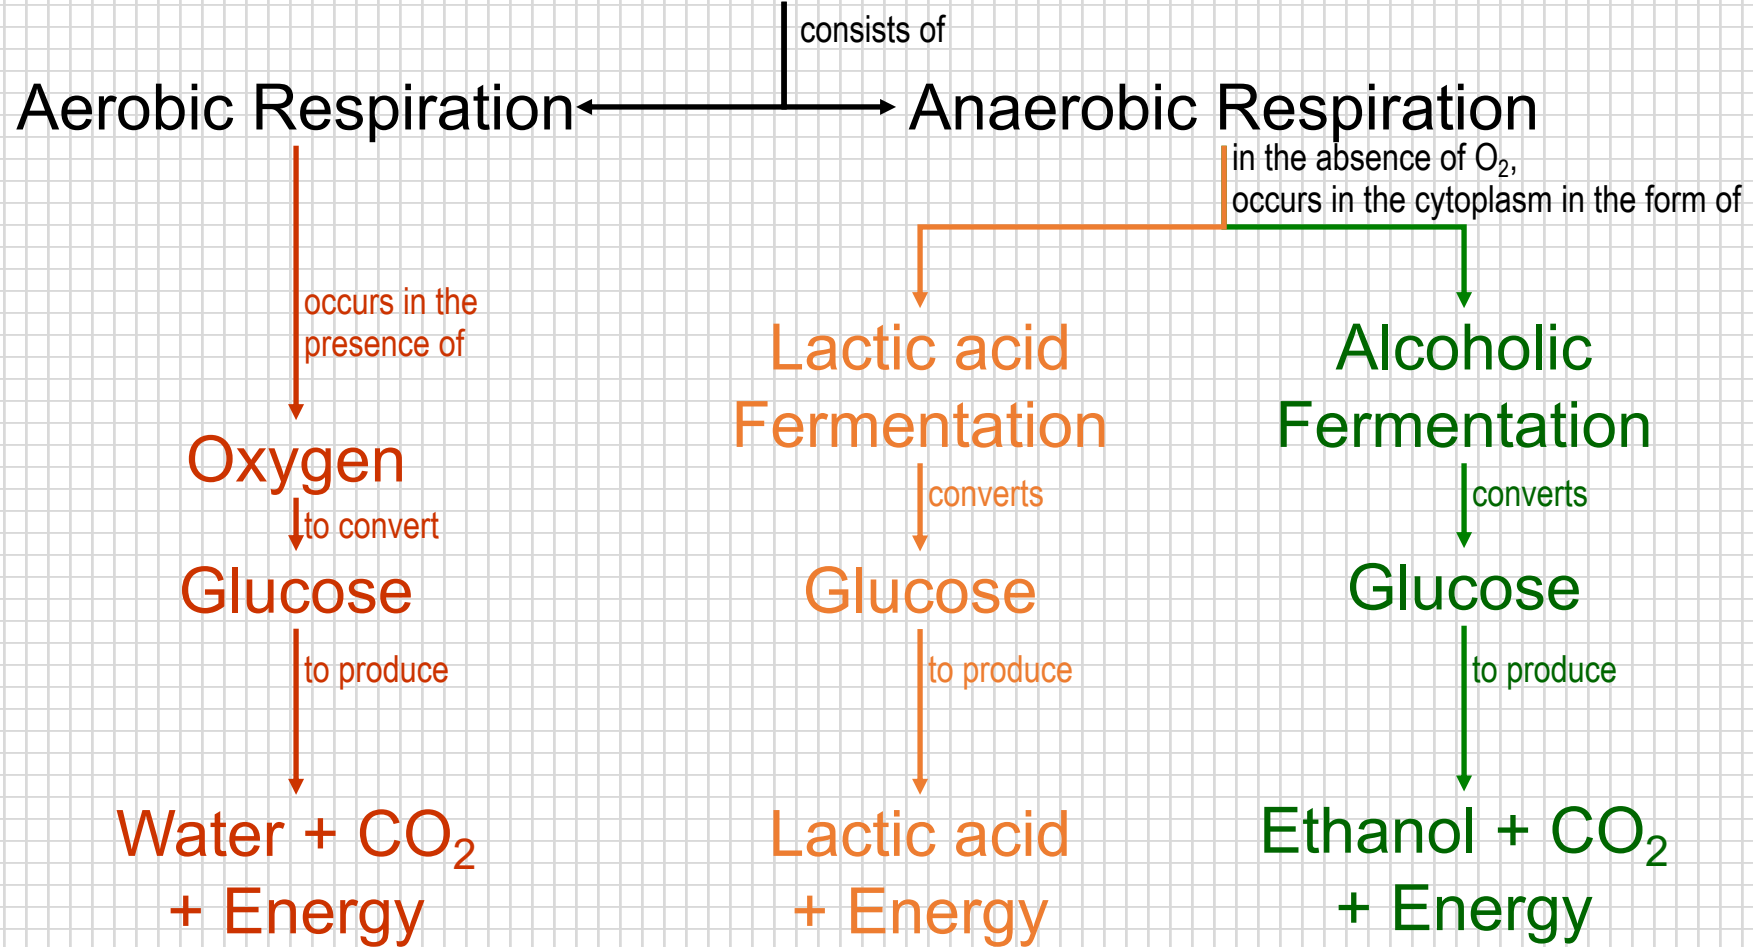 consists of
Aerobic Respiration
Anaerobic Respiration
in the absence of O₂,
occurs in the cytoplasm in the form of
occurs in the
presence of
Oxygen
to convert
Glucose
to produce
Water + CO₂
+ Energy
Lactic acid
Fermentation
converts
Glucose
to produce
Lactic acid
+ Energy
Alcoholic
Fermentation
converts
Glucose
to produce
Ethanol + CO₂
+ Energy